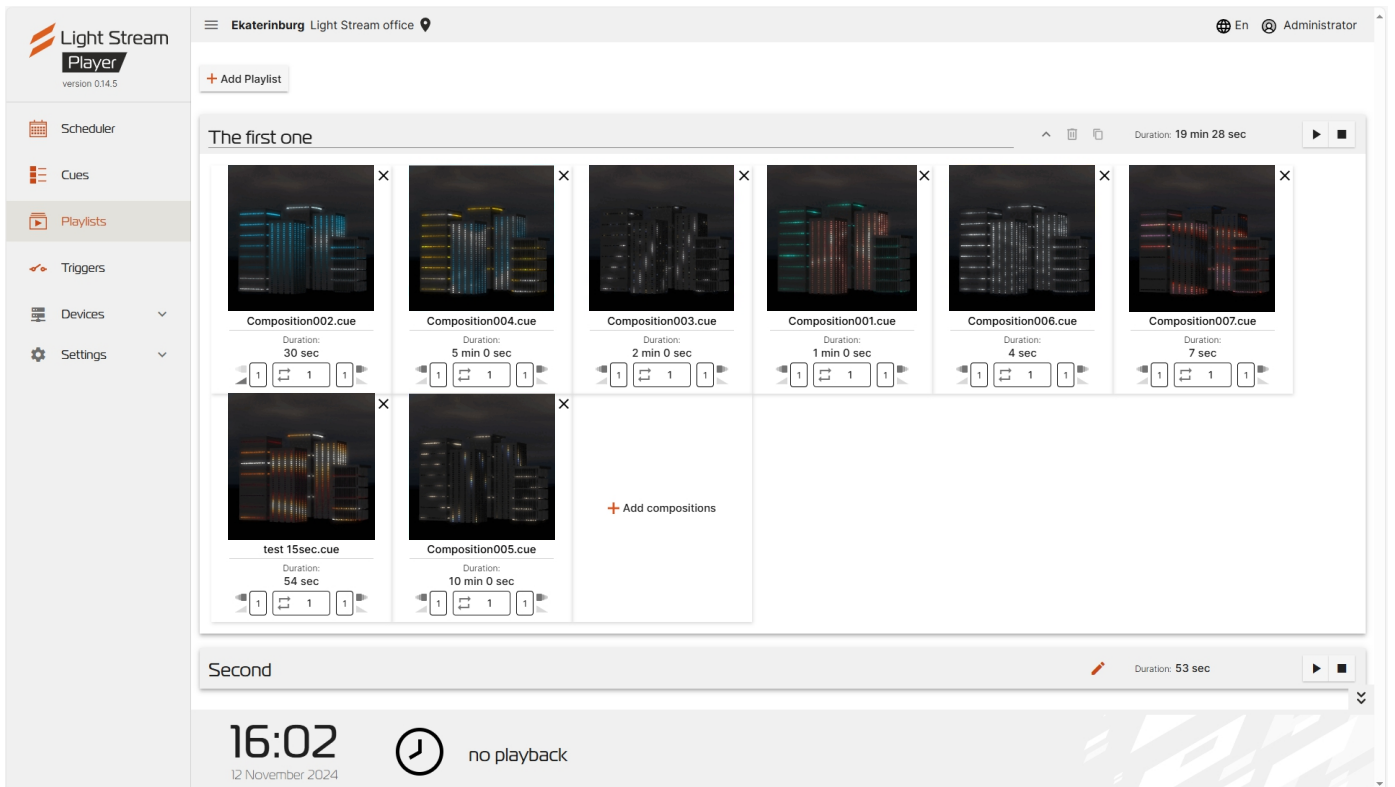 Light Stream
Player
version 0.14.5
Scheduler
Cues
Playlists
Triggers
Devices
Settings
Ekaterinburg Light Stream office
En Administrator
+ Add Playlist
The first one
Duration: 19 min 28 sec
Composition002.cue
Duration:
30 sec
1 1 1
Composition004.cue
Duration:
5 min 0 sec
1 1 1
Composition003.cue
Duration:
2 min 0 sec
1 1 1
Composition001.cue
Duration:
1 min 0 sec
1 1 1
Composition006.cue
Duration:
4 sec
1 1 1
Composition007.cue
Duration:
7 sec
1 1 1
test 15sec.cue
Duration:
54 sec
1 1 1
Composition005.cue
Duration:
10 min 0 sec
1 1 1
+ Add compositions
Second
Duration: 53 sec
16:02
12 November 2024
no playback